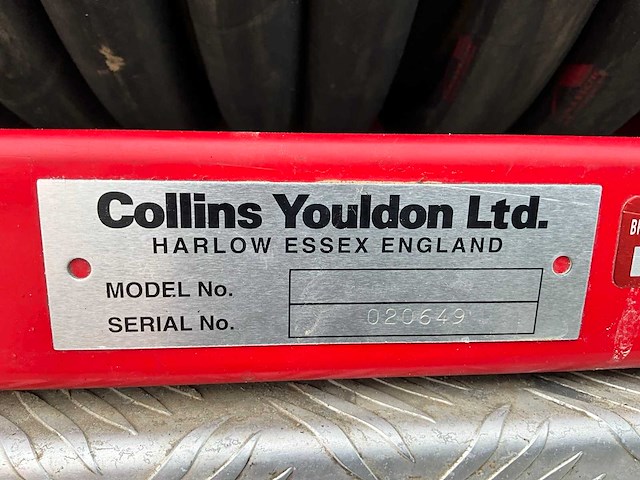 Collins Youldon Ltd.
HARLOW ESSEX ENGLAND
MODEL No.
SERIAL No. 020649